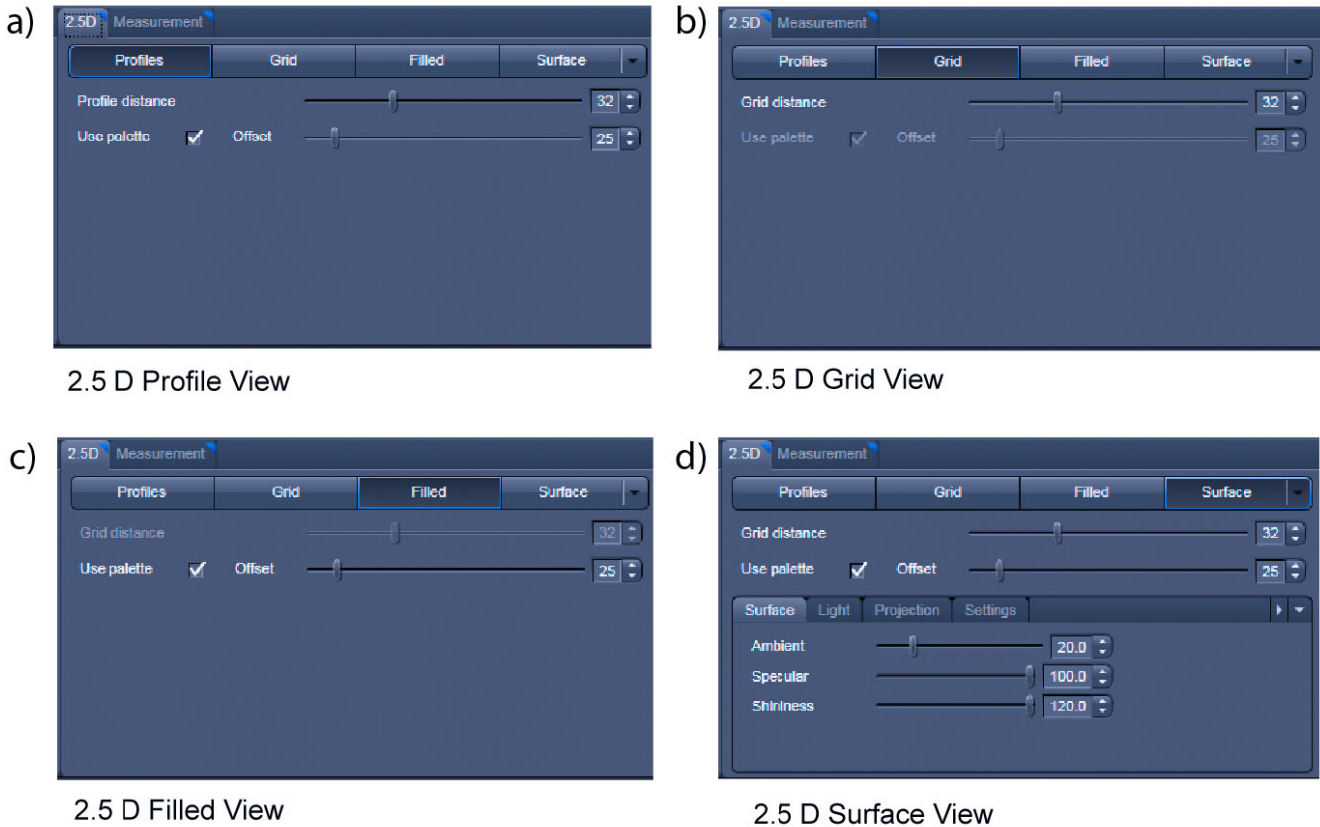 a)
2.5D Measurement
Profiles Grid Filled Surface
Profile distance 32
Use palette Offset 25
2.5 D Profile View
b)
2.5D Measurement
Profiles Grid Filled Surface
Grid distance 32
Use palette Offset 25
2.5 D Grid View
c)
2.5D Measurement
Profiles Grid Filled Surface
Grid distance 32
Use palette Offset 25
2.5 D Filled View
d)
2.5D Measurement
Profiles Grid Filled Surface
Grid distance 32
Use palette Offset 25
Surface Light Projection Settings
Ambient 20.0
Specular 100.0
Shininess 120.0
2.5 D Surface View